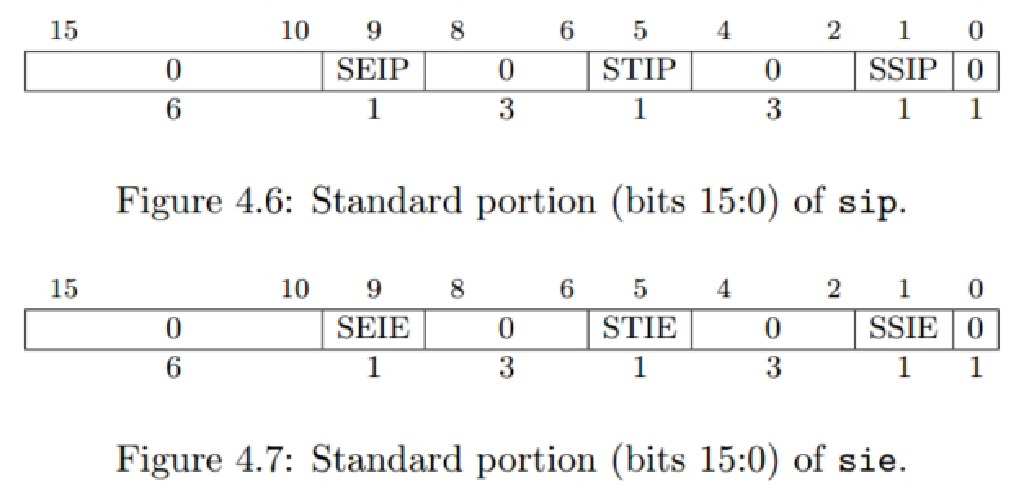 15 10 9 8 6 5 4 2 1 0
0 SEIP 0 STIP 0 SSIP 0
6 1 3 1 3 1 1
Figure 4.6: Standard portion (bits 15:0) of sip.
15 10 9 8 6 5 4 2 1 0
0 SEIE 0 STIE 0 SSIE 0
6 1 3 1 3 1 1
Figure 4.7: Standard portion (bits 15:0) of sie.